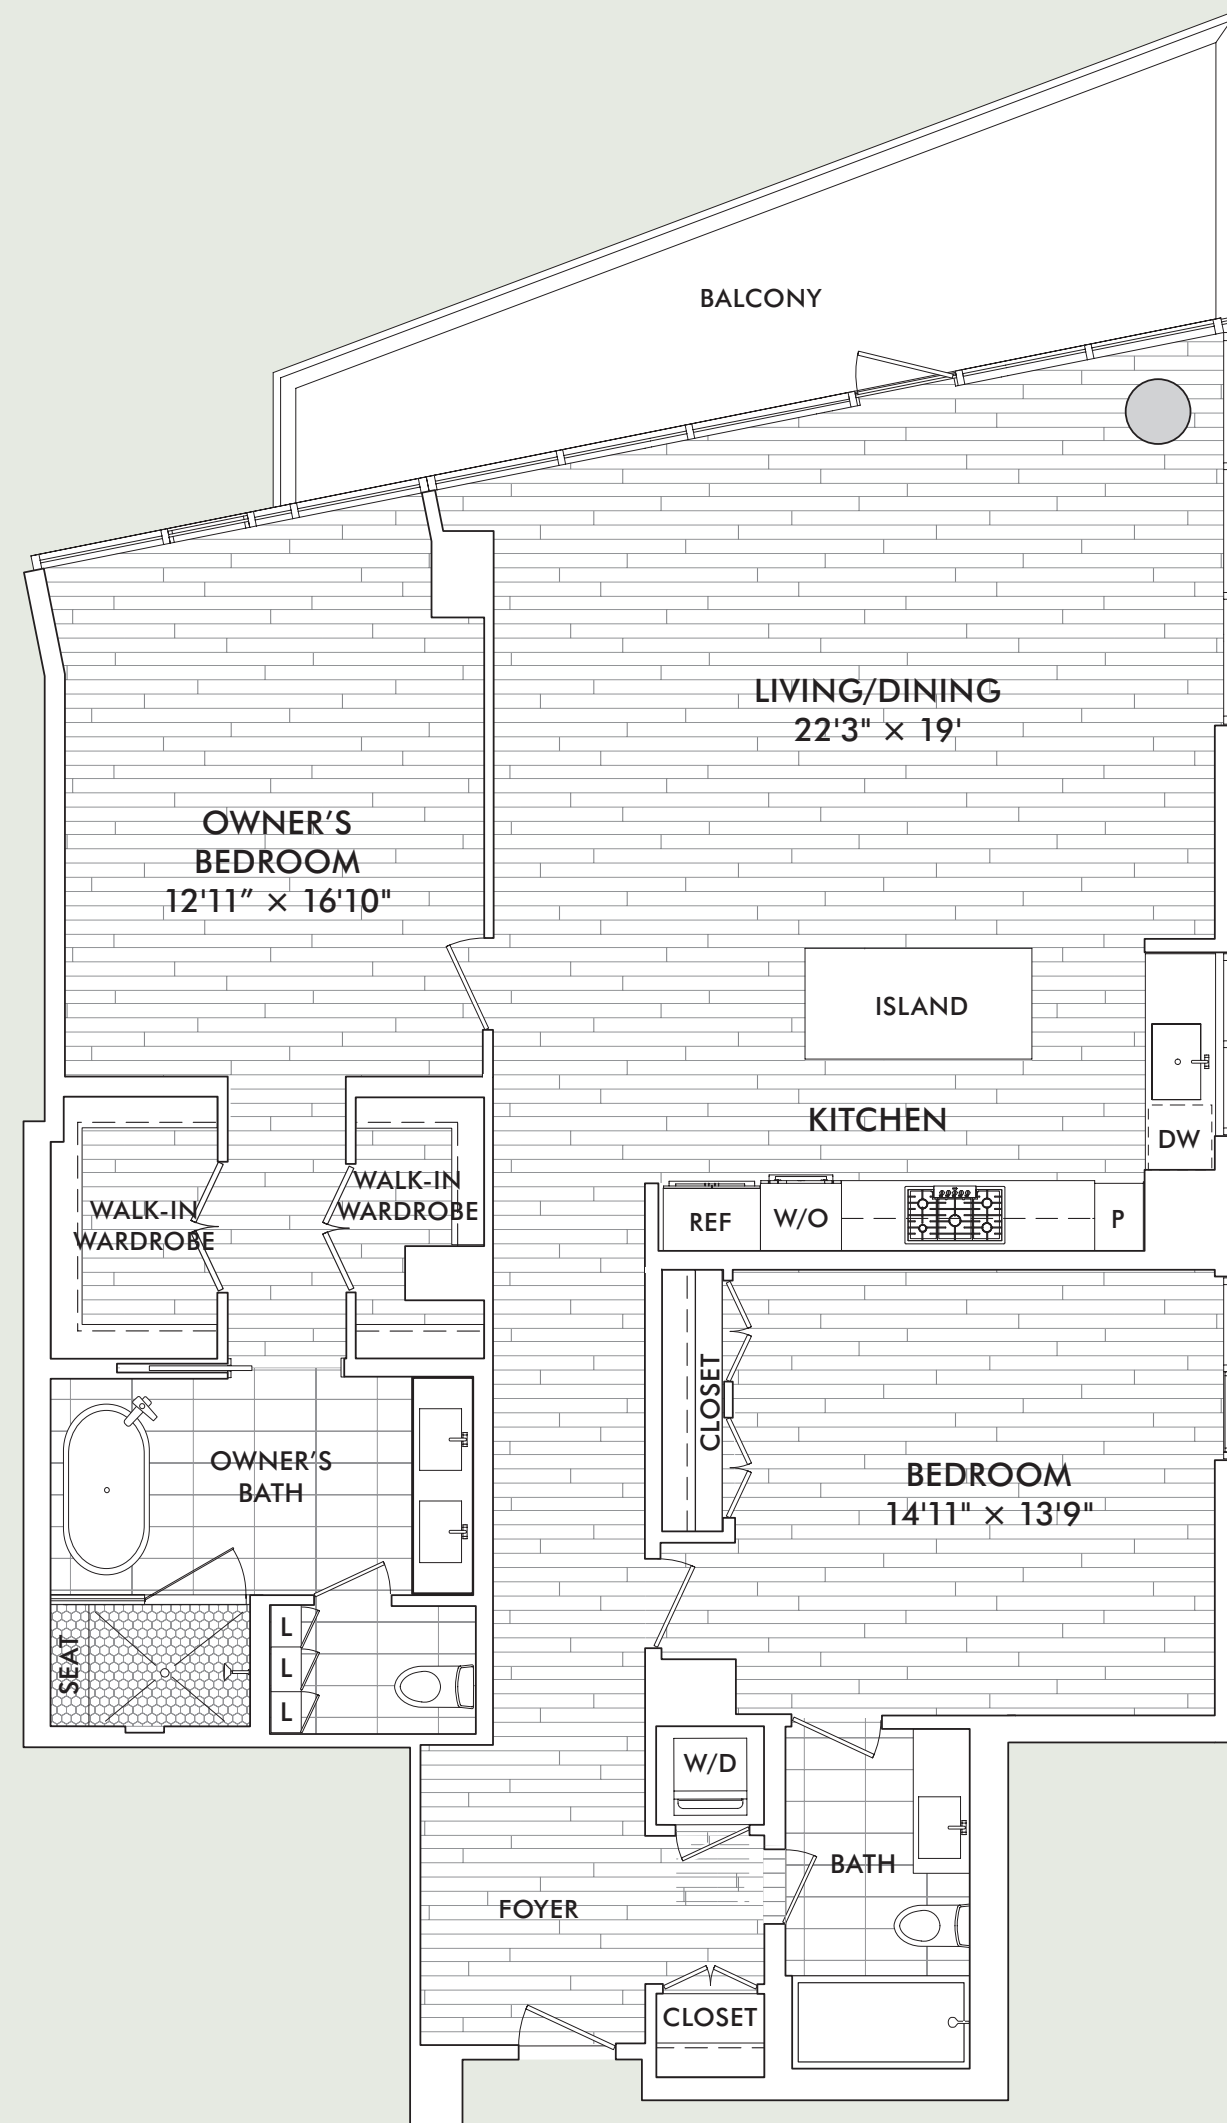 BALCONY
LIVING/DINING
22'3" × 19'
OWNER’S
BEDROOM
12'11” × 16'10"
ISLAND
KITCHEN
DW
WALK-IN
WARDROBE
WALK-IN
WARDROBE
REF
W/O
P
CLOSET
OWNER’S
BATH
BEDROOM
14'11" × 13'9"
SEAT
L
L
L
W/D
BATH
FOYER
CLOSET